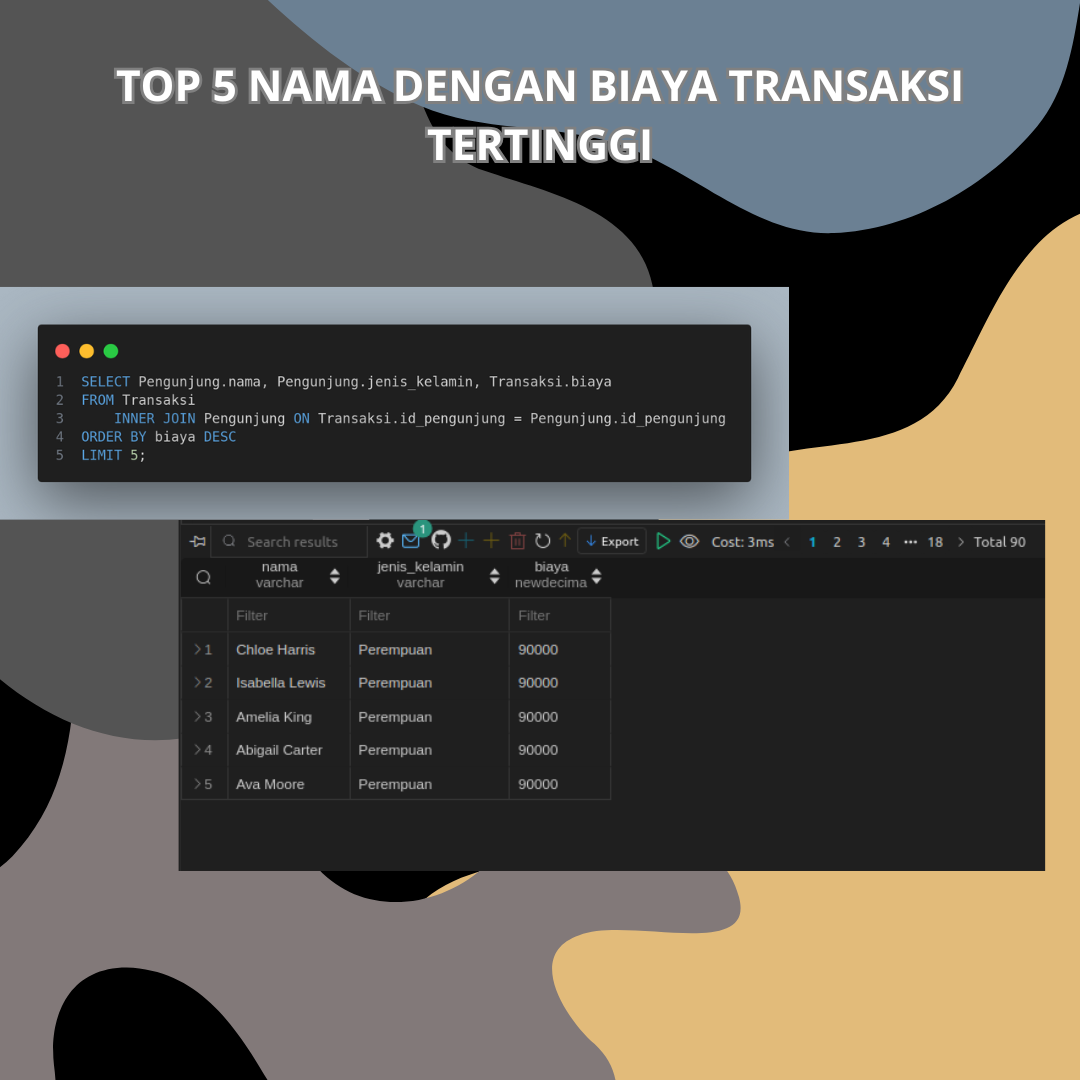 TOP 5 NAMA DENGAN BIAYA TRANSAKSI
TERTINGGI
1 SELECT Pengunjung.nama, Pengunjung.jenis_kelamin, Transaksi.biaya
2 FROM Transaksi
3 INNER JOIN Pengunjung ON Transaksi.id_pengunjung = Pengunjung.id_pengunjung
4 ORDER BY biaya DESC
5 LIMIT 5;
Search results 1 Export Cost: 3ms 1 2 3 4 ••• 18 Total 90
nama jenis_kelamin biaya
varchar varchar newdecima
Filter Filter Filter
1 Chloe Harris Perempuan 90000
2 Isabella Lewis Perempuan 90000
3 Amelia King Perempuan 90000
4 Abigail Carter Perempuan 90000
5 Ava Moore Perempuan 90000